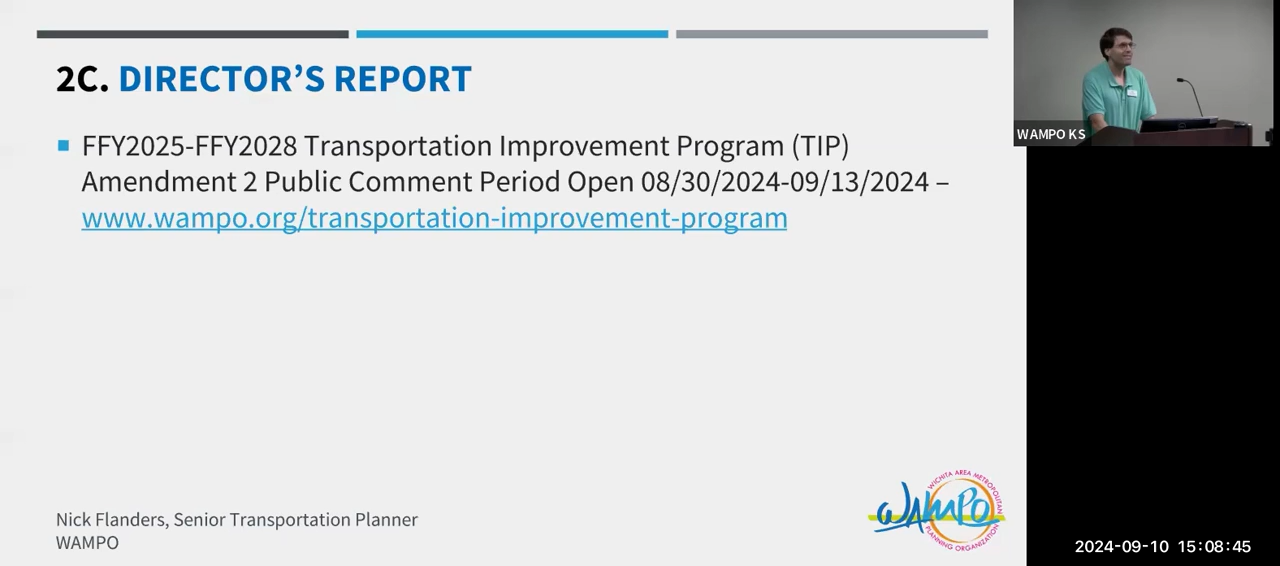 2C. DIRECTOR’S REPORT
FFY2025-FFY2028 Transportation Improvement Program (TIP)
Amendment 2 Public Comment Period Open 08/30/2024-09/13/2024 –
www.wampo.org/transportation-improvement-program
Nick Flanders, Senior Transportation Planner
WAMPO
WICHITA AREA METROPOLITAN
WAMPO
PLANNING ORGANIZATION
WAMPO KS
2024-09-10 15:08:45